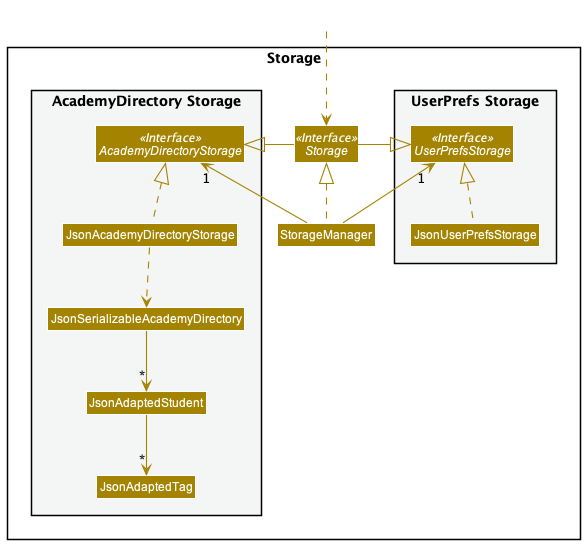 Storage
AcademyDirectory Storage
UserPrefs Storage
«Interface»
AcademyDirectoryStorage
«Interface»
Storage
«Interface»
UserPrefsStorage
1
1
JsonAcademyDirectoryStorage
StorageManager
JsonUserPrefsStorage
JsonSerializableAcademyDirectory
*
JsonAdaptedStudent
*
JsonAdaptedTag